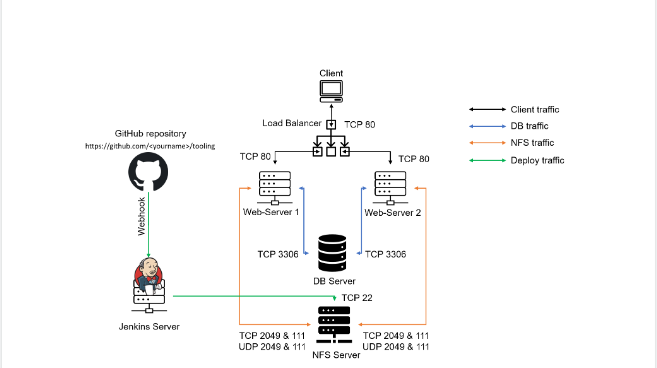 Client
Load Balancer
TCP 80
Client traffic
DB traffic
NFS traffic
Deploy traffic
GitHub repository
https://github.com/<yourname>/tooling
TCP 80
TCP 80
Web-Server 1
Web-Server 2
Webhook
TCP 3306
TCP 3306
DB Server
TCP 22
Jenkins Server
TCP 2049 & 111
UDP 2049 & 111
TCP 2049 & 111
UDP 2049 & 111
NFS Server